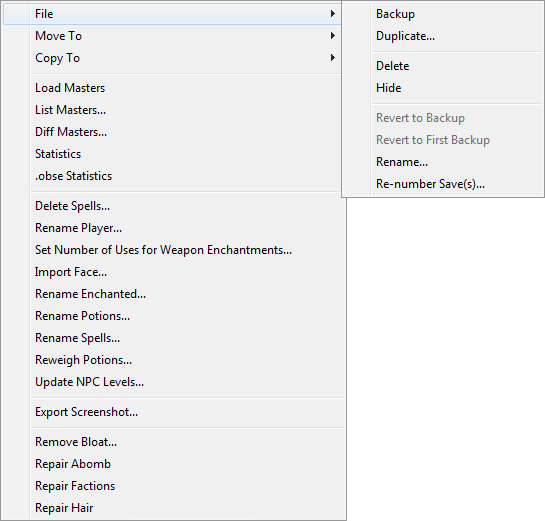 File
Move To
Copy To
Load Masters
List Masters...
Diff Masters...
Statistics
.obse Statistics
Delete Spells...
Rename Player...
Set Number of Uses for Weapon Enchantments...
Import Face...
Rename Enchanted...
Rename Potions...
Rename Spells...
Reweigh Potions...
Update NPC Levels...
Export Screenshot...
Remove Bloat...
Repair Abomb
Repair Factions
Repair Hair
Backup
Duplicate...
Delete
Hide
Revert to Backup
Revert to First Backup
Rename...
Re-number Save(s)...